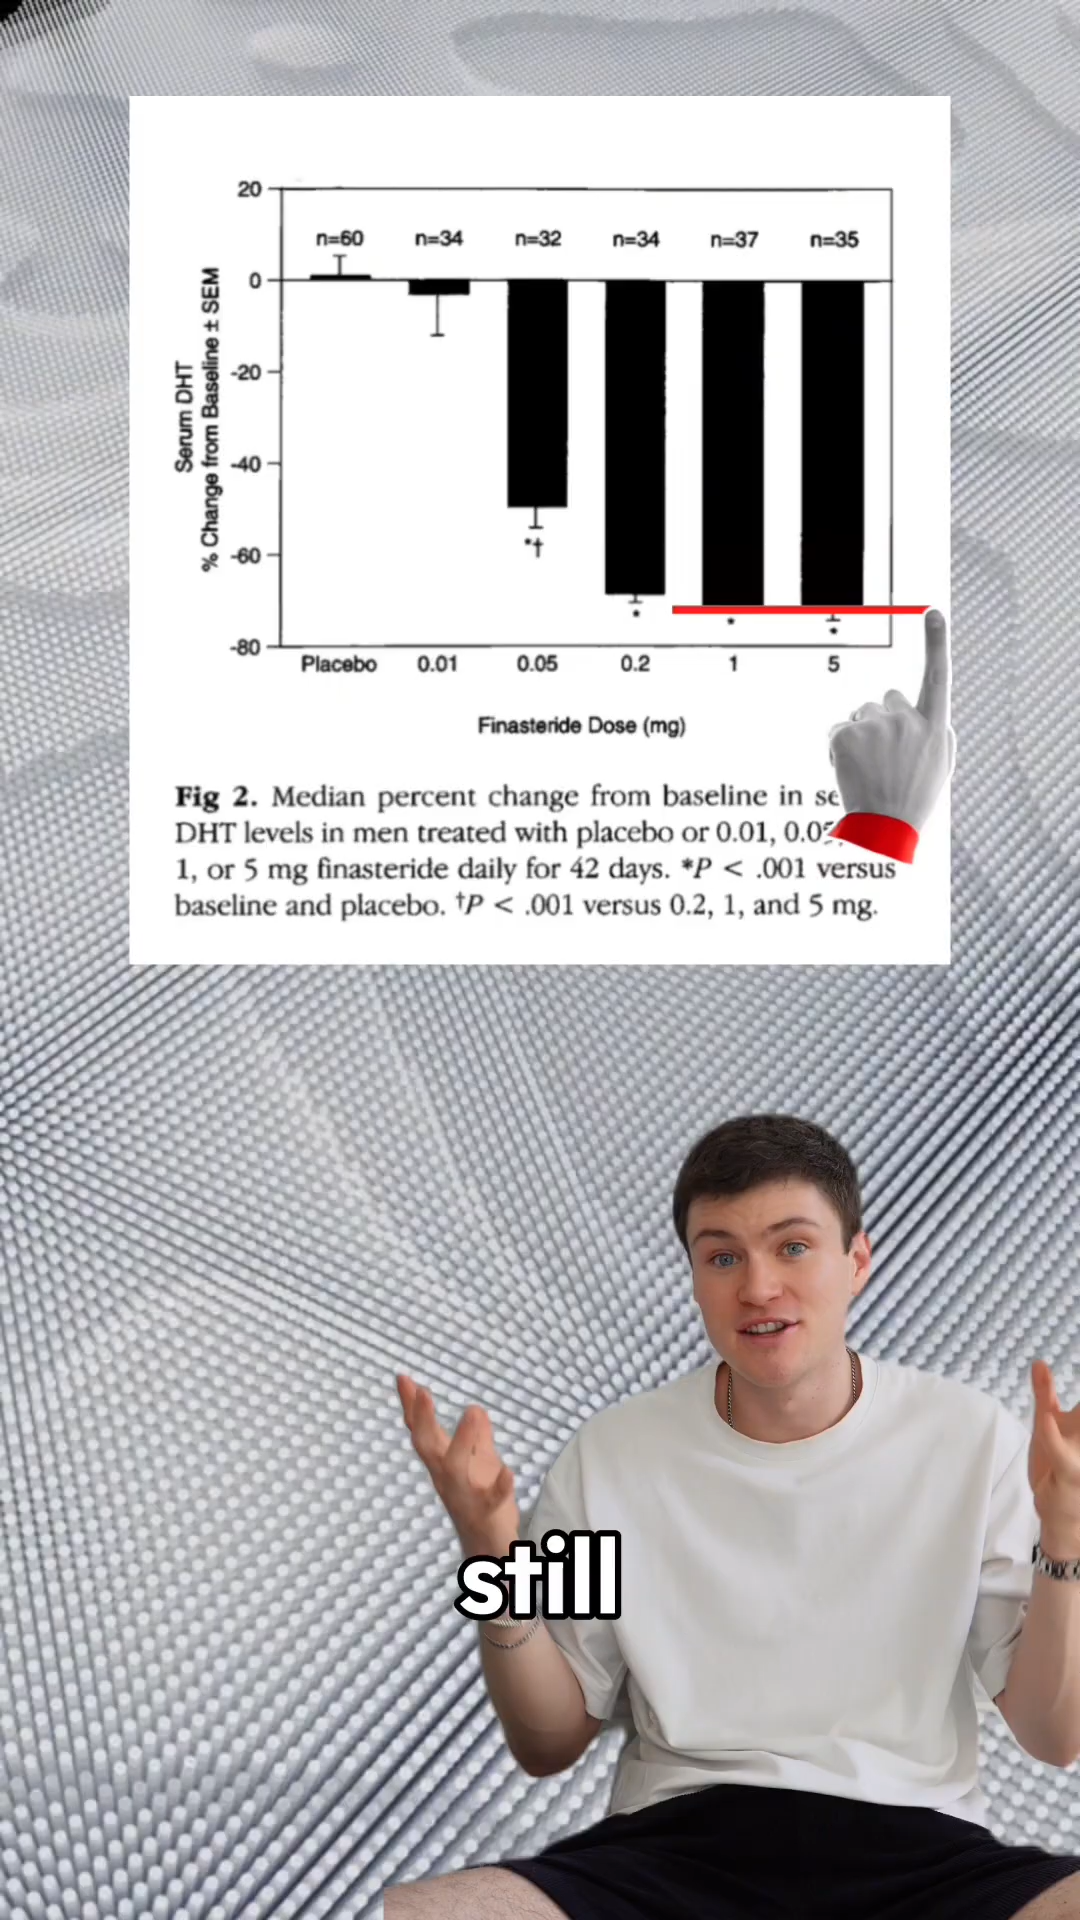 20
n=60 n=34 n=32 n=34 n=37 n=35
0
-20
-40
-60
-80
Serum DHT
% Change from Baseline ± SEM
*†
*
*
*
Placebo 0.01 0.05 0.2 1 5
Finasteride Dose (mg)
Fig 2. Median percent change from baseline in
DHT levels in men treated with placebo or 0.01,
1, or 5 mg finasteride daily for 42 days. *P < .001 versus
baseline and placebo. †P < .001 versus 0.2, 1, and 5 mg.
still